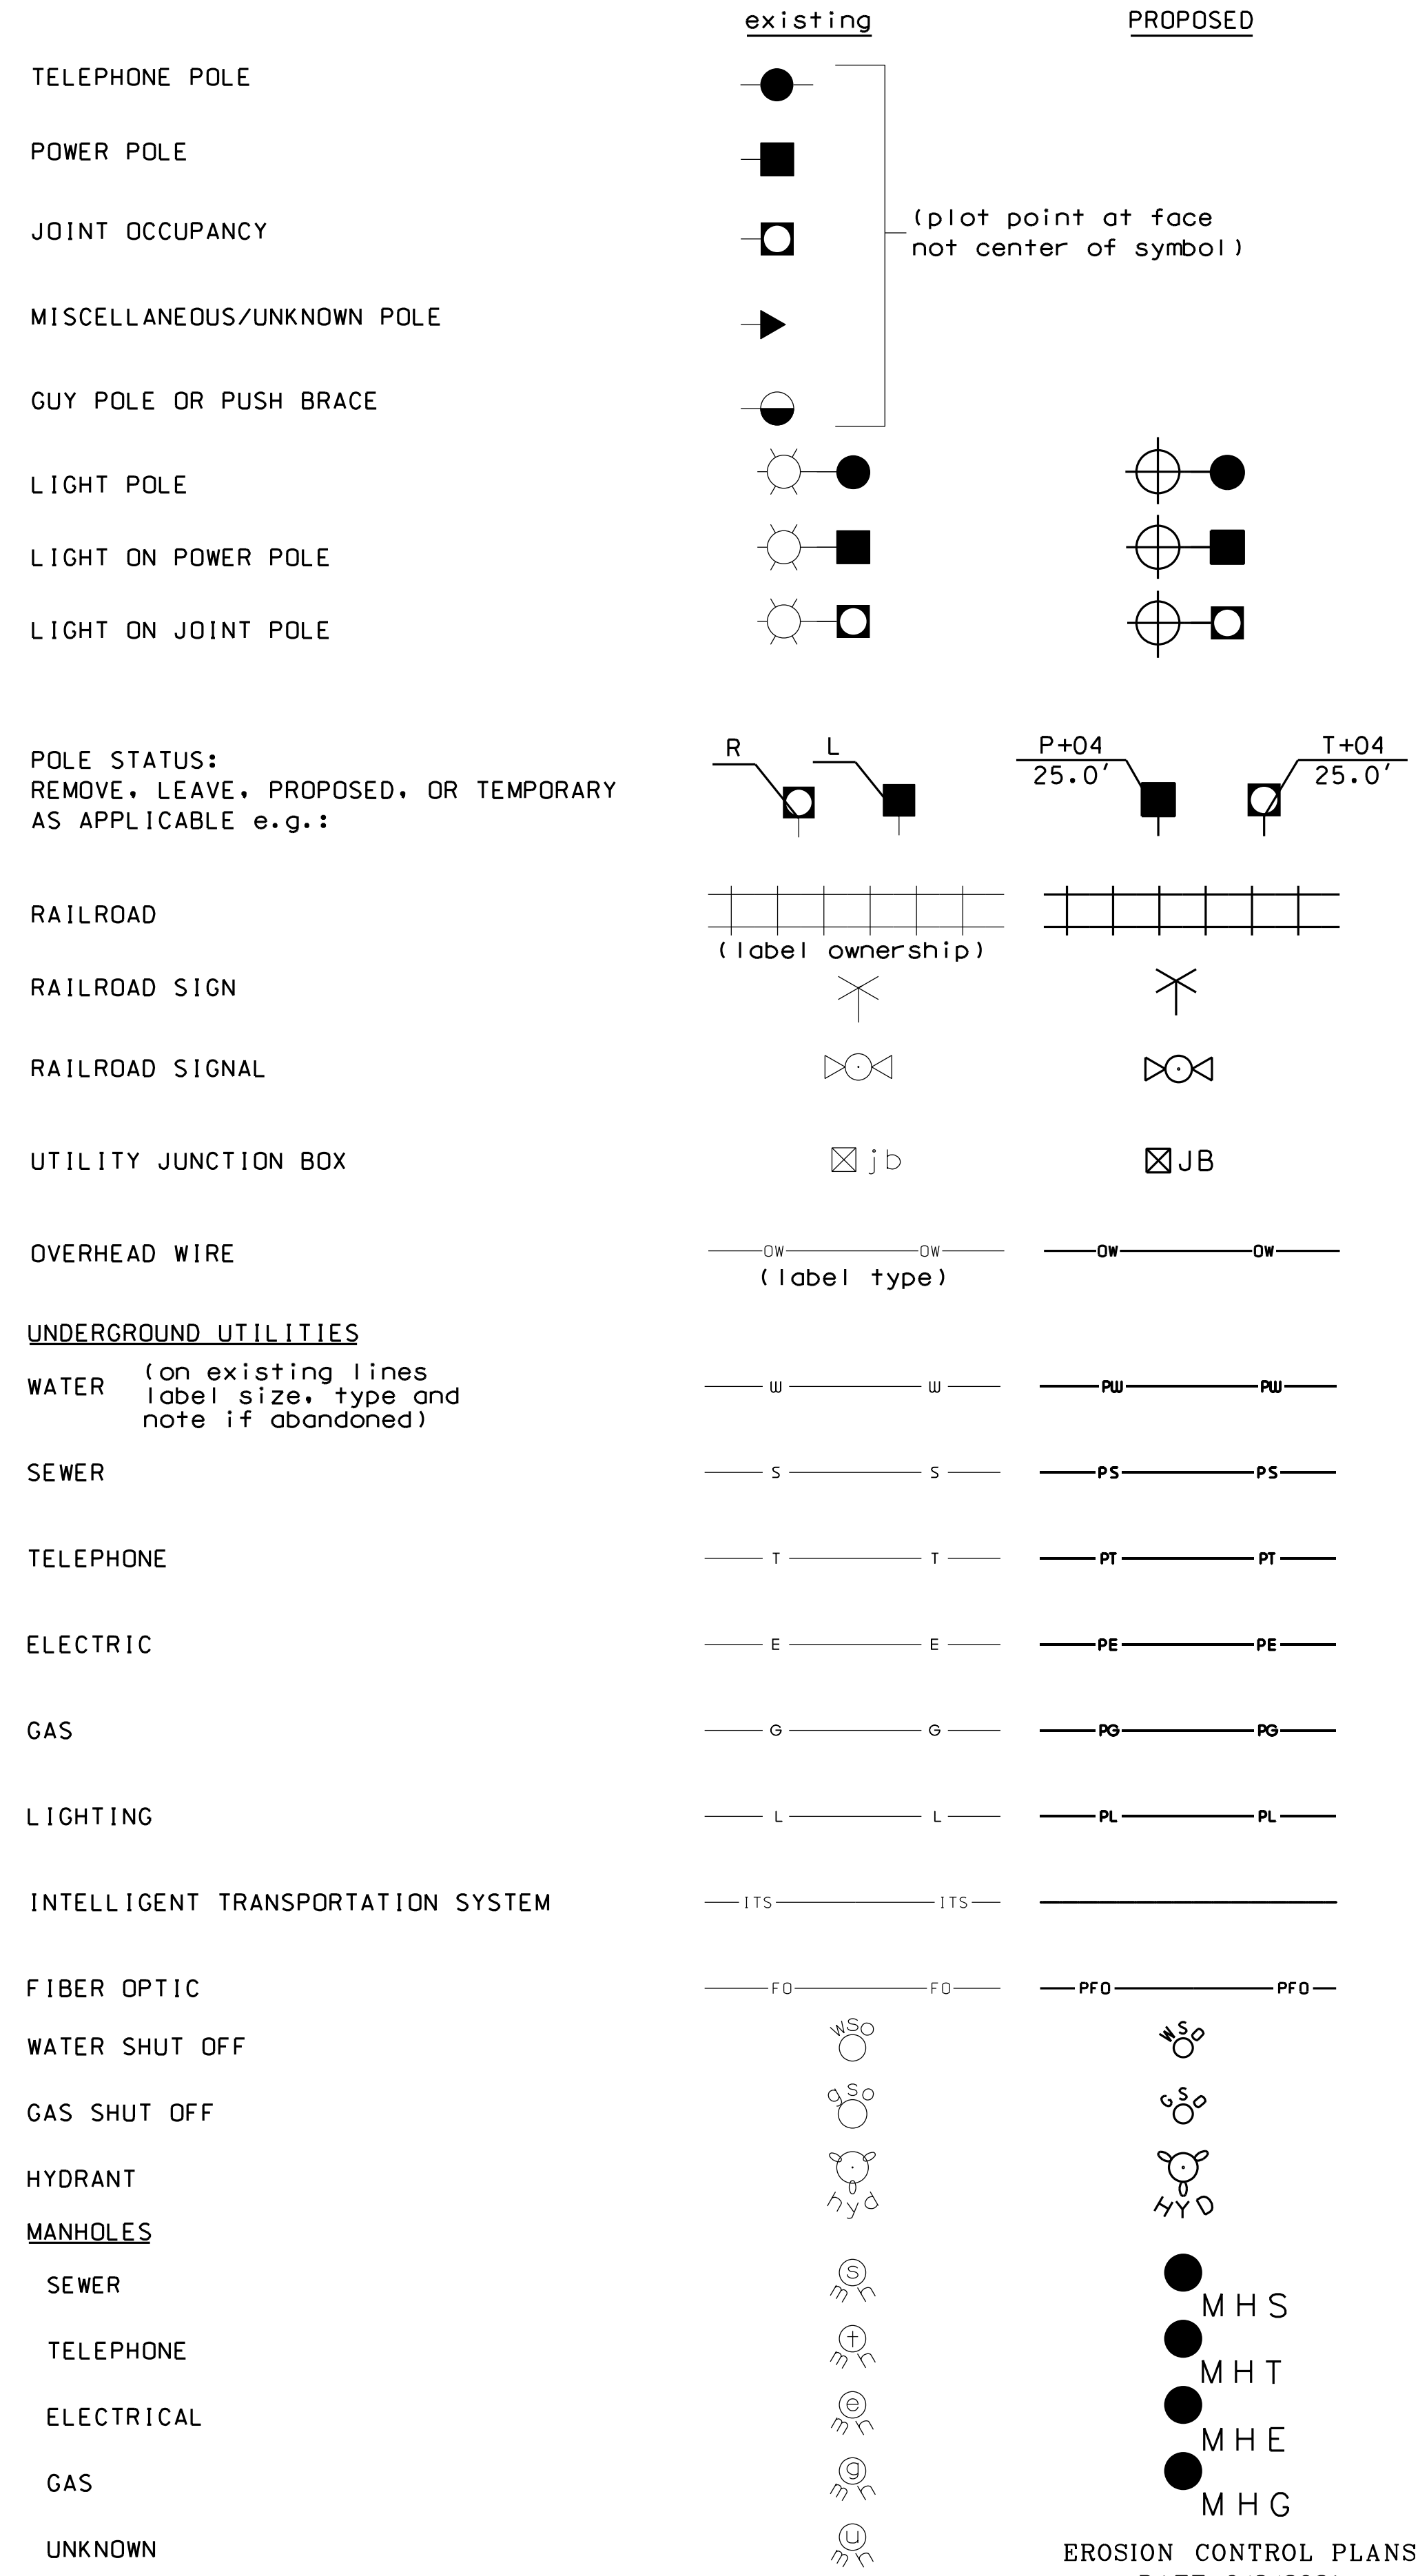 existing PROPOSED
TELEPHONE POLE
POWER POLE
JOINT OCCUPANCY
(plot point at face
not center of symbol)
MISCELLANEOUS/UNKNOWN POLE
GUY POLE OR PUSH BRACE
LIGHT POLE
LIGHT ON POWER POLE
LIGHT ON JOINT POLE
POLE STATUS:
REMOVE, LEAVE, PROPOSED, OR TEMPORARY
AS APPLICABLE e.g.:
R L P+04 T+04
25.0' 25.0'
RAILROAD
(label ownership)
RAILROAD SIGN
RAILROAD SIGNAL
UTILITY JUNCTION BOX jb JB
OVERHEAD WIRE OW OW OW OW
(label type)
UNDERGROUND UTILITIES
WATER (on existing lines
label size, type and
note if abandoned)
W W PW PW
SEWER S S PS PS
TELEPHONE T T PT PT
ELECTRIC E E PE PE
GAS G G PG PG
LIGHTING L L PL PL
INTELLIGENT TRANSPORTATION SYSTEM ITS ITS
FIBER OPTIC FO FO PFO PFO
WATER SHUT OFF wso WSO
GAS SHUT OFF gso GSO
HYDRANT hyd HYD
MANHOLES
SEWER s mh MHS
TELEPHONE t mh MHT
ELECTRICAL e mh MHE
GAS g mh MHG
UNKNOWN u mh
EROSION CONTROL PLANS